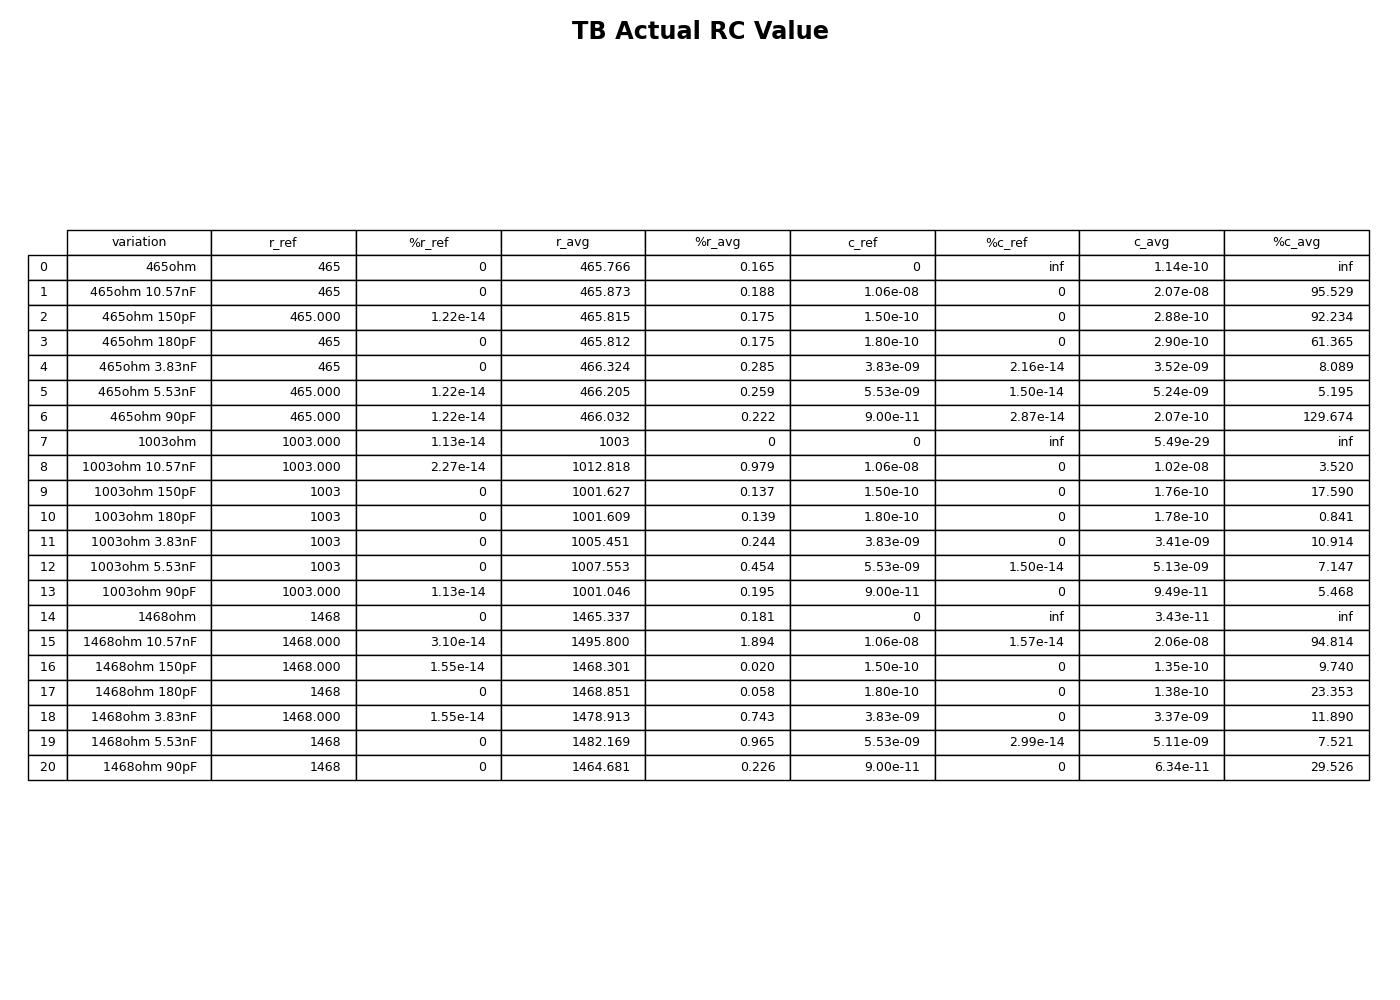 TB Actual RC Value
variation r_ref %r_ref r_avg %r_avg c_ref %c_ref c_avg %c_avg
0 465ohm 465 0 465.766 0.165 0 inf 1.14e-10 inf
1 465ohm 10.57nF 465 0 465.873 0.188 1.06e-08 0 2.07e-08 95.529
2 465ohm 150pF 465.000 1.22e-14 465.815 0.175 1.50e-10 0 2.88e-10 92.234
3 465ohm 180pF 465 0 465.812 0.175 1.80e-10 0 2.90e-10 61.365
4 465ohm 3.83nF 465 0 466.324 0.285 3.83e-09 2.16e-14 3.52e-09 8.089
5 465ohm 5.53nF 465.000 1.22e-14 466.205 0.259 5.53e-09 1.50e-14 5.24e-09 5.195
6 465ohm 90pF 465.000 1.22e-14 466.032 0.222 9.00e-11 2.87e-14 2.07e-10 129.674
7 1003ohm 1003.000 1.13e-14 1003 0 0 inf 5.49e-29 inf
8 1003ohm 10.57nF 1003.000 2.27e-14 1012.818 0.979 1.06e-08 0 1.02e-08 3.520
9 1003ohm 150pF 1003 0 1001.627 0.137 1.50e-10 0 1.76e-10 17.590
10 1003ohm 180pF 1003 0 1001.609 0.139 1.80e-10 0 1.78e-10 0.841
11 1003ohm 3.83nF 1003 0 1005.451 0.244 3.83e-09 0 3.41e-09 10.914
12 1003ohm 5.53nF 1003 0 1007.553 0.454 5.53e-09 1.50e-14 5.13e-09 7.147
13 1003ohm 90pF 1003.000 1.13e-14 1001.046 0.195 9.00e-11 0 9.49e-11 5.468
14 1468ohm 1468 0 1465.337 0.181 0 inf 3.43e-11 inf
15 1468ohm 10.57nF 1468.000 3.10e-14 1495.800 1.894 1.06e-08 1.57e-14 2.06e-08 94.814
16 1468ohm 150pF 1468.000 1.55e-14 1468.301 0.020 1.50e-10 0 1.35e-10 9.740
17 1468ohm 180pF 1468 0 1468.851 0.058 1.80e-10 0 1.38e-10 23.353
18 1468ohm 3.83nF 1468.000 1.55e-14 1478.913 0.743 3.83e-09 0 3.37e-09 11.890
19 1468ohm 5.53nF 1468 0 1482.169 0.965 5.53e-09 2.99e-14 5.11e-09 7.521
20 1468ohm 90pF 1468 0 1464.681 0.226 9.00e-11 0 6.34e-11 29.526